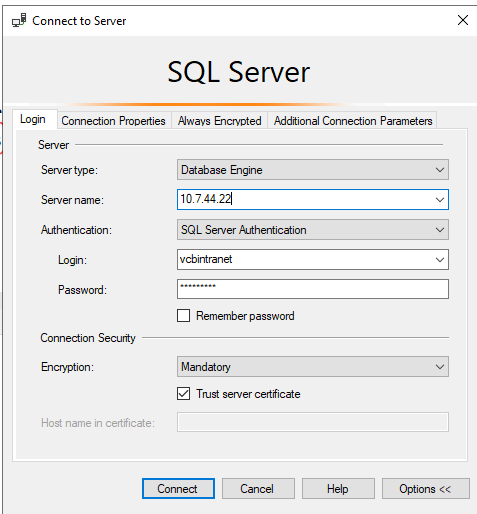 Connect to Server
SQL Server
Login Connection Properties Always Encrypted Additional Connection Parameters
Server
Server type: Database Engine
Server name: 10.7.44.22
Authentication: SQL Server Authentication
Login: vcbintranet
Password: *********
Remember password
Connection Security
Encryption: Mandatory
Trust server certificate
Host name in certificate:
Connect Cancel Help Options <<